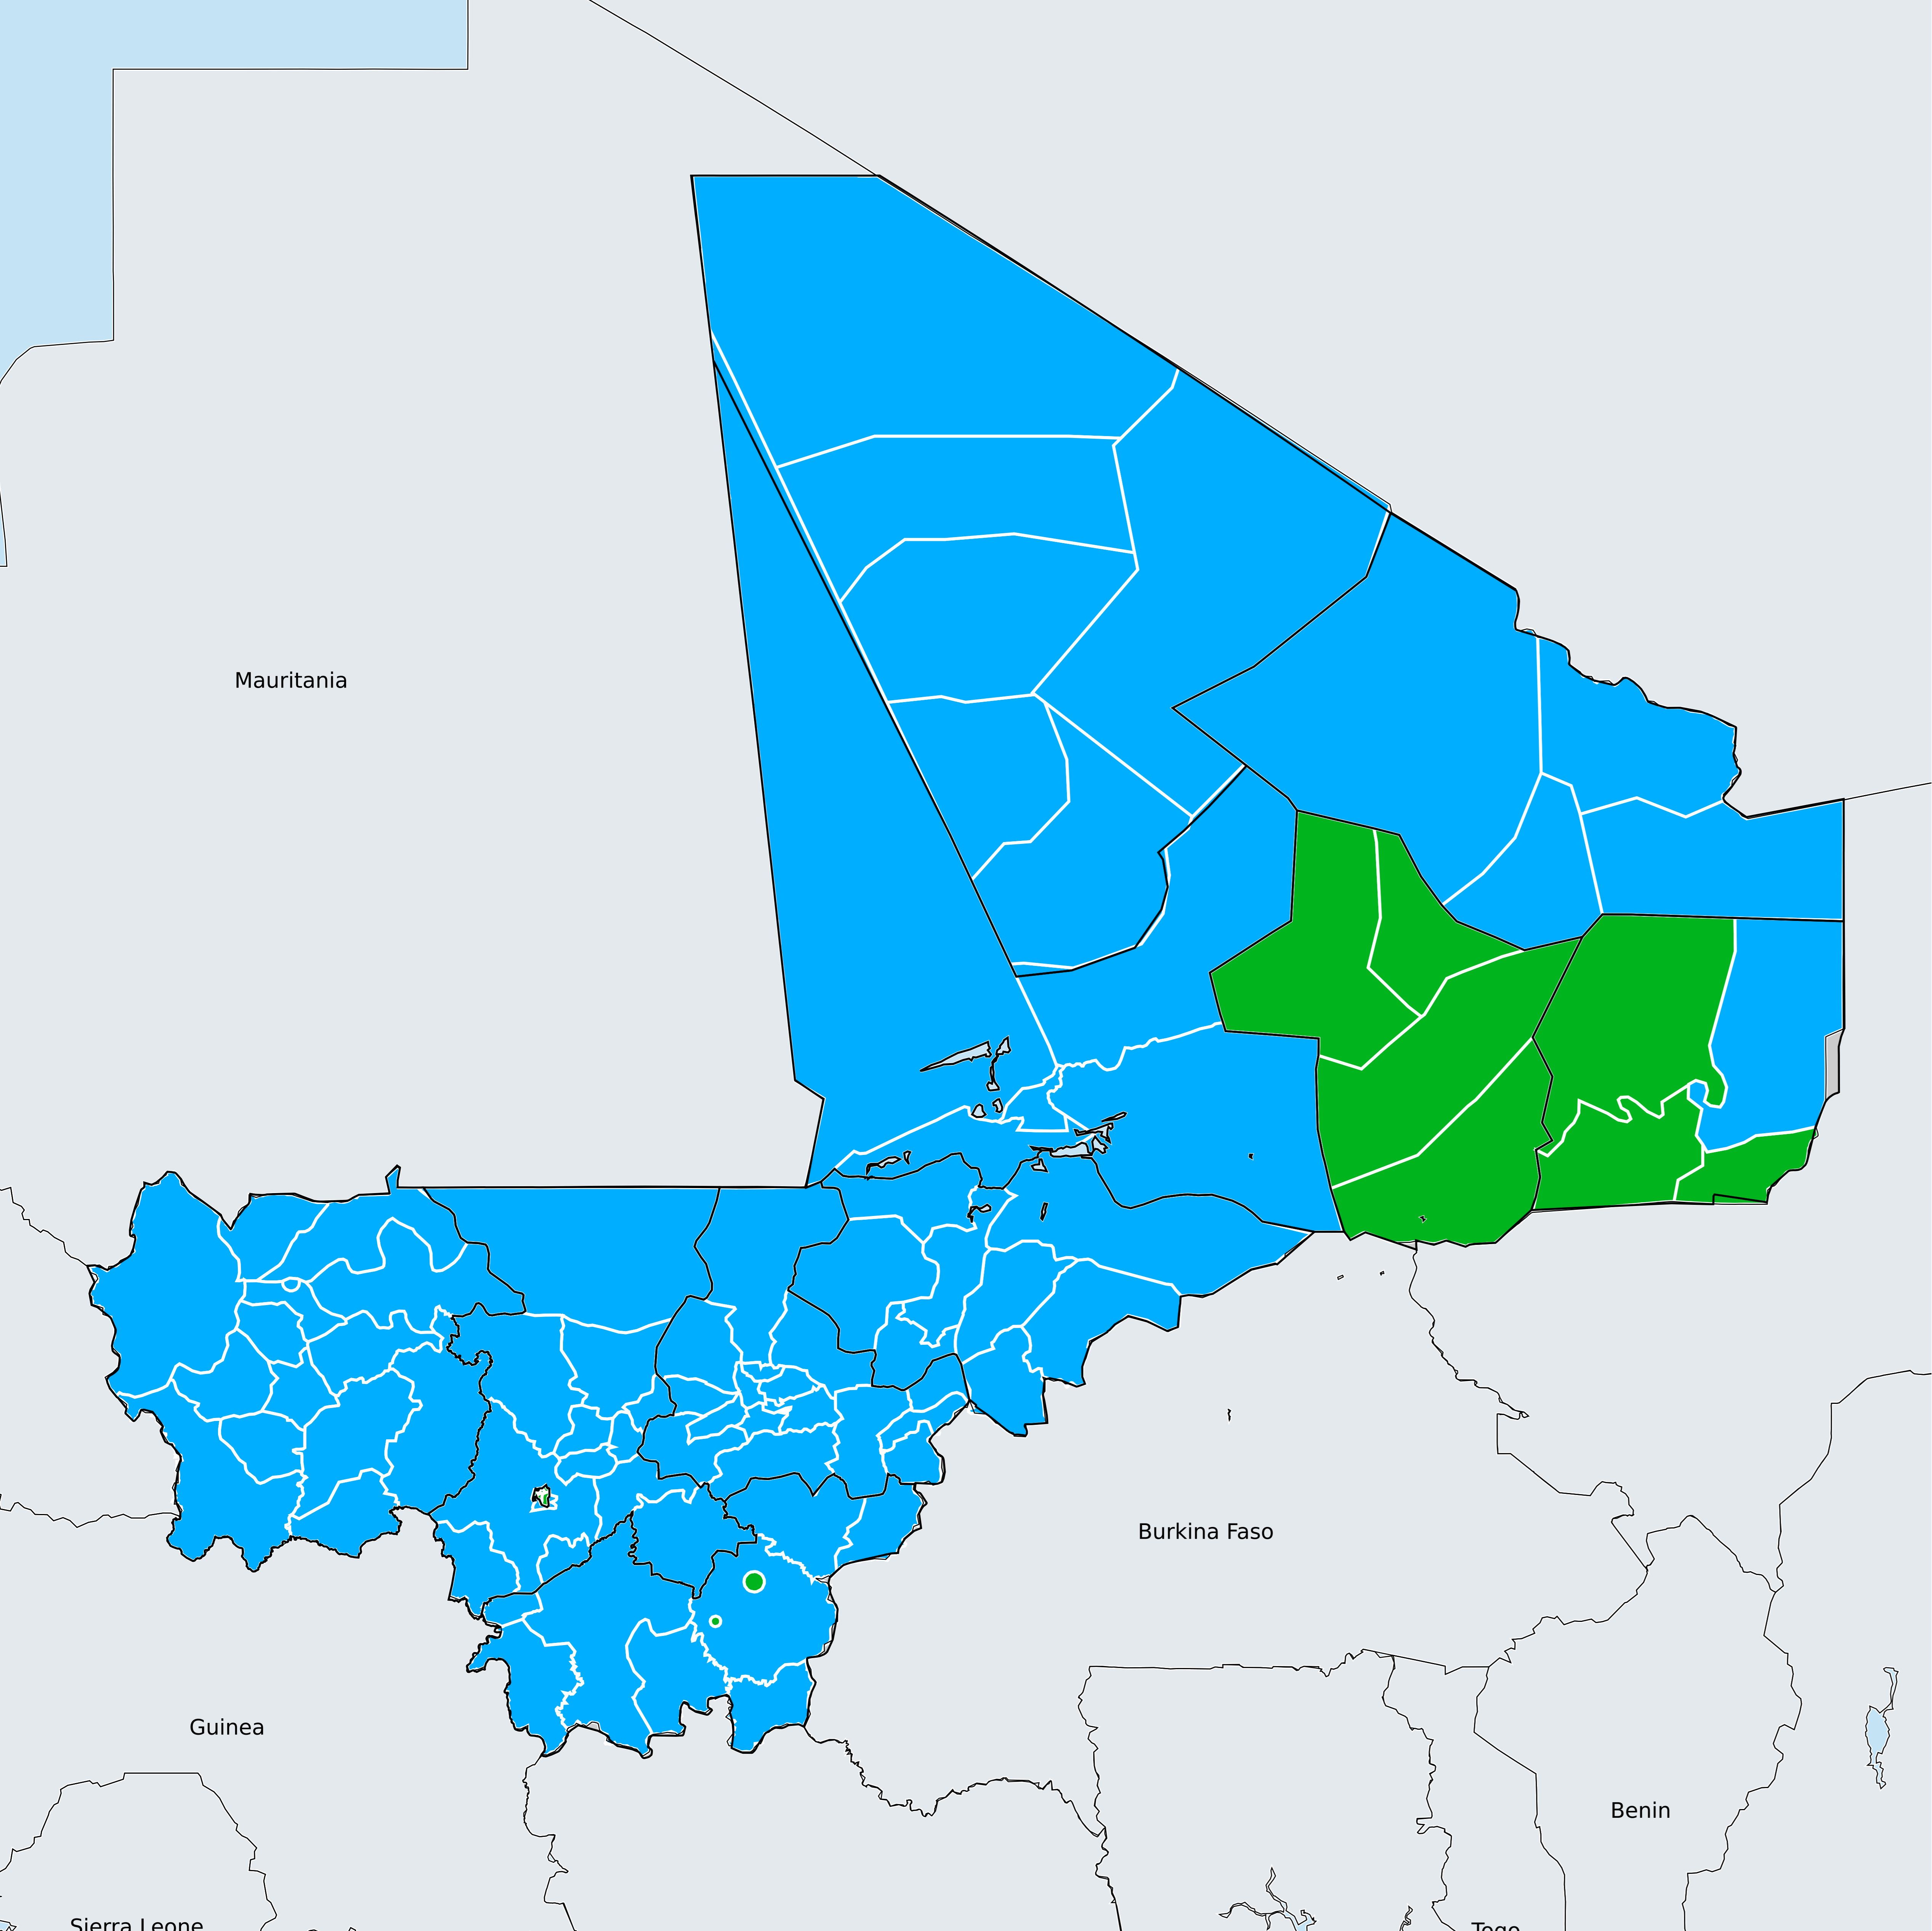 Mauritania
Burkina Faso
Guinea
Benin
Sierra Leone
Togo